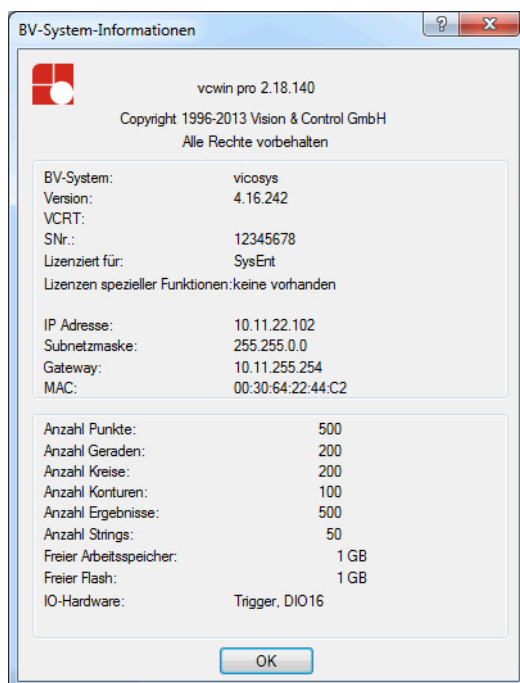 BV-System-Informationen
vcwin pro 2.18.140
Copyright 1996-2013 Vision & Control GmbH
Alle Rechte vorbehalten
BV-System: vicosys
Version: 4.16.242
VCRT:
SNr.: 12345678
Lizenziert für: SysEnt
Lizenzen spezieller Funktionen: keine vorhanden
IP Adresse: 10.11.22.102
Subnetzmaske: 255.255.0.0
Gateway: 10.11.255.254
MAC: 00:30:64:22:44:C2
Anzahl Punkte: 500
Anzahl Geraden: 200
Anzahl Kreise: 200
Anzahl Konturen: 100
Anzahl Ergebnisse: 500
Anzahl Strings: 50
Freier Arbeitsspeicher: 1 GB
Freier Flash: 1 GB
IO-Hardware: Trigger, DIO16
OK